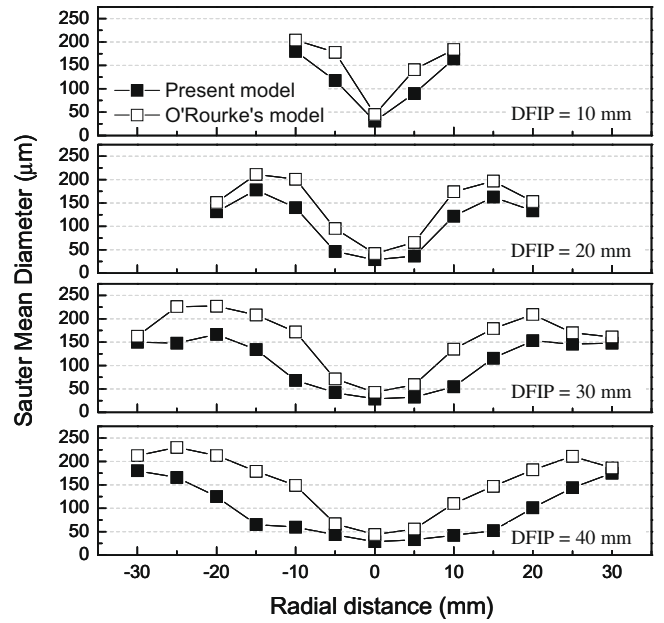 250
200
150
100
50
0
Present model
O'Rourke's model
DFIP = 10 mm
250
200
150
100
50
0
DFIP = 20 mm
250
200
150
100
50
0
DFIP = 30 mm
250
200
150
100
50
0
DFIP = 40 mm
Sauter Mean Diameter (μm)
-30 -20 -10 0 10 20 30
Radial distance (mm)